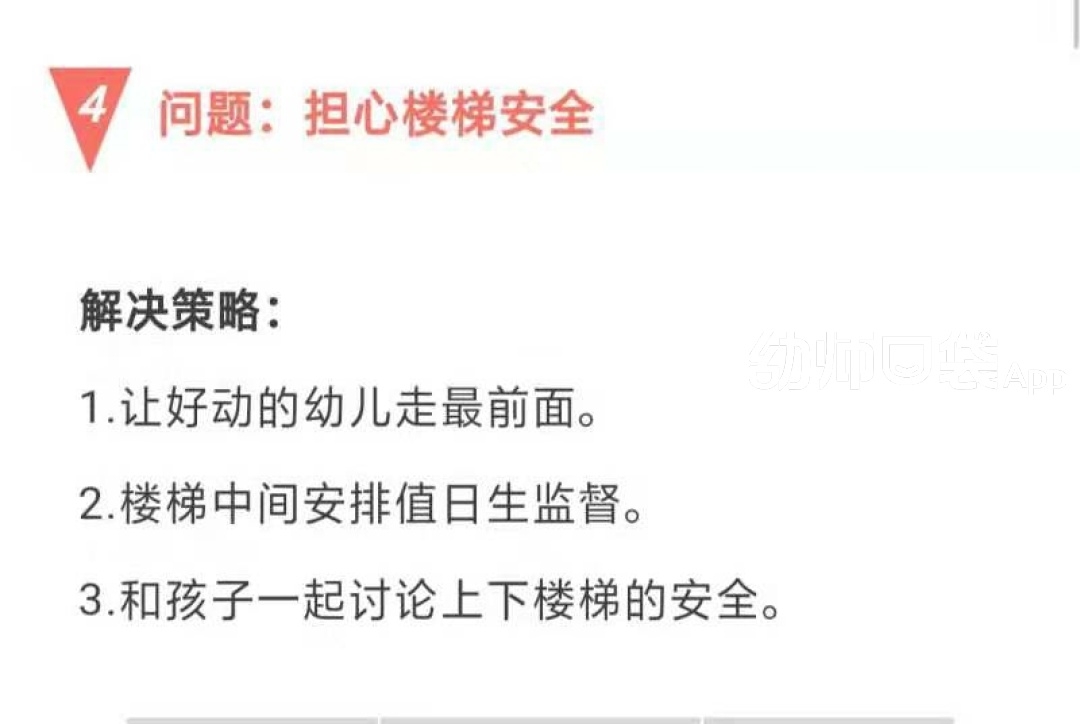 4 问题：担心楼梯安全
解决策略：
1.让好动的幼儿走最前面。
2.楼梯中间安排值日生监督。
3.和孩子一起讨论上下楼梯的安全。
幼师口袋App